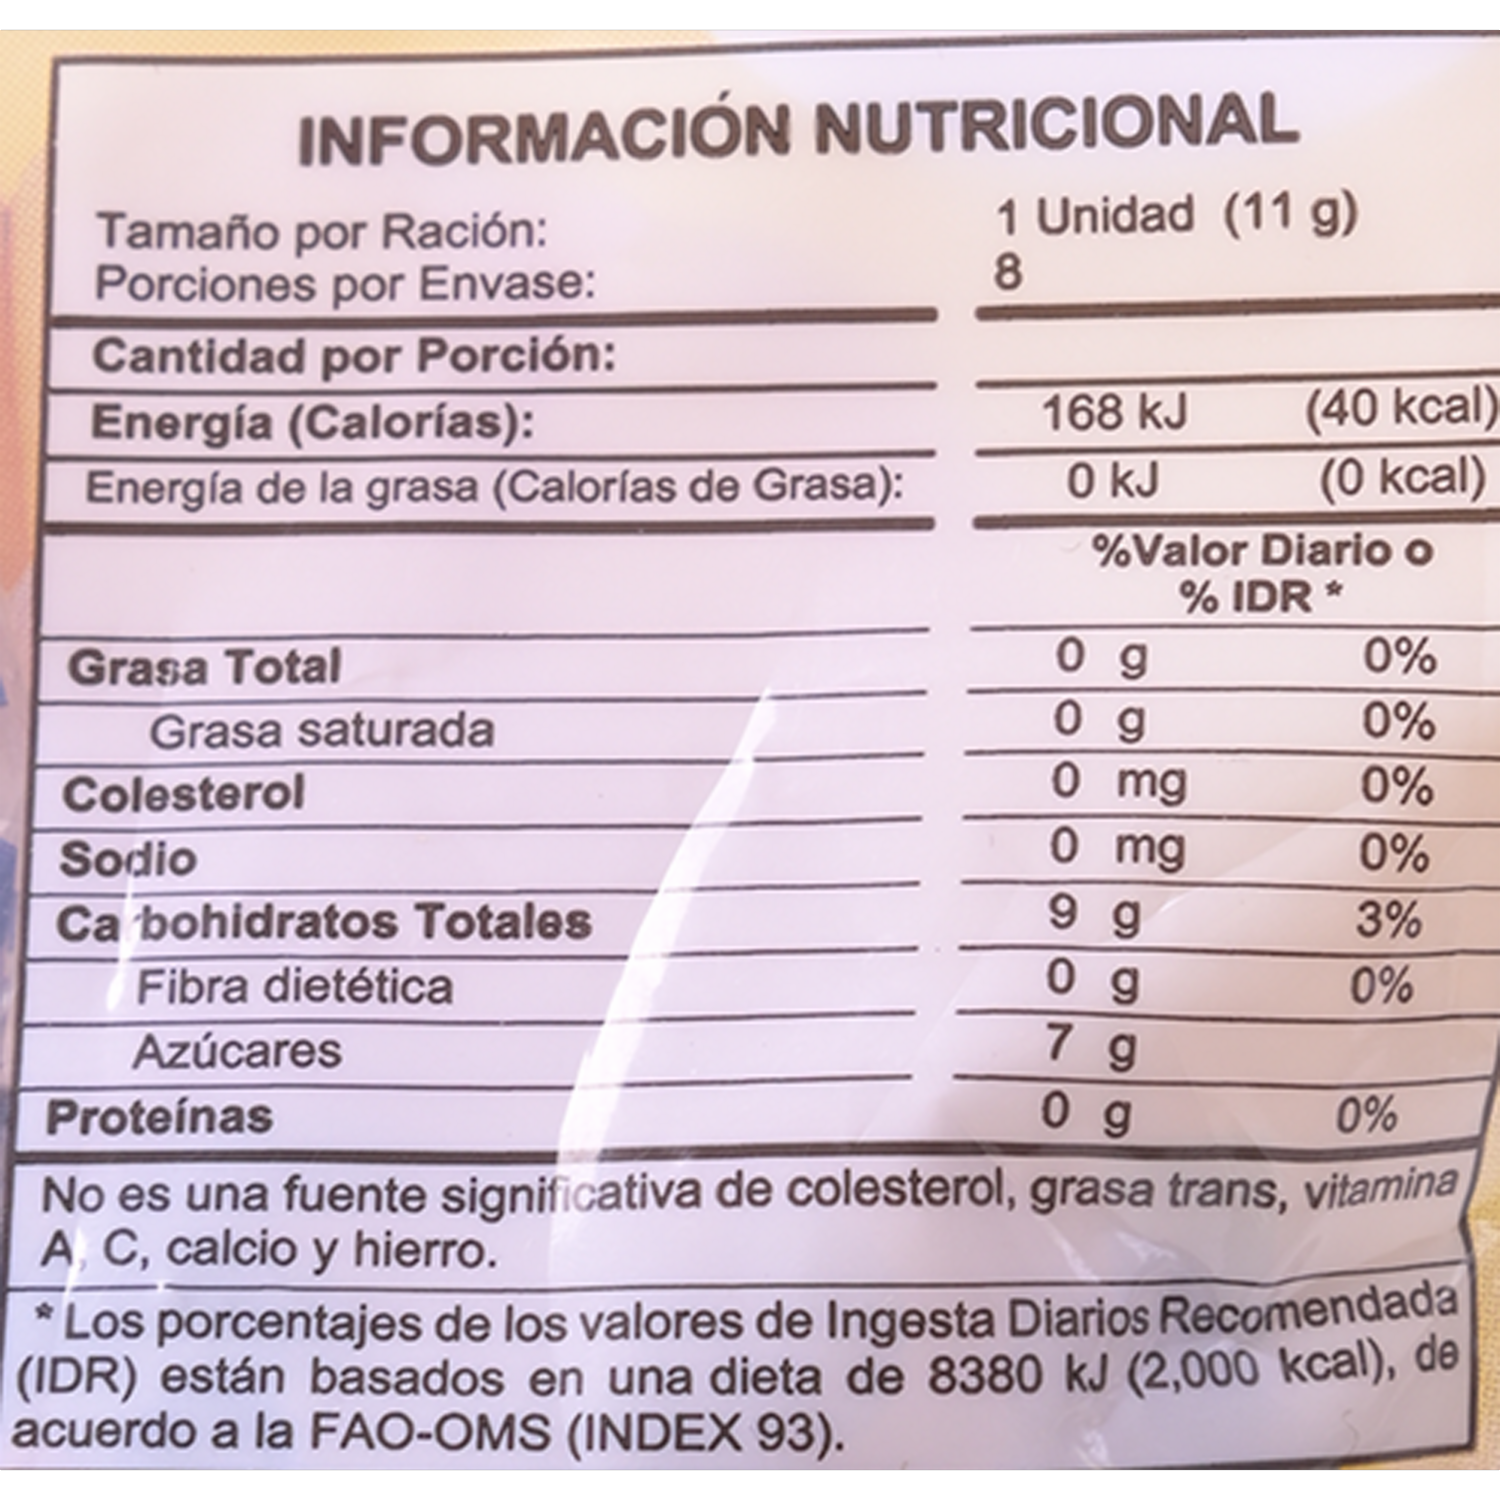 INFORMACIÓN NUTRICIONAL
Tamaño por Ración: 1 Unidad (11 g)
Porciones por Envase: 8
Cantidad por Porción:
Energía (Calorías): 168 kJ (40 kcal)
Energía de la grasa (Calorías de Grasa): 0 kJ (0 kcal)
%Valor Diario o
% IDR *
Grasa Total 0 g 0%
Grasa saturada 0 g 0%
Colesterol 0 mg 0%
Sodio 0 mg 0%
Carbohidratos Totales 9 g 3%
Fibra dietética 0 g 0%
Azúcares 7 g
Proteínas 0 g 0%
No es una fuente significativa de colesterol, grasa trans, vitamina
A, C, calcio y hierro.
* Los porcentajes de los valores de Ingesta Diarios Recomendada
(IDR) están basados en una dieta de 8380 kJ (2,000 kcal), de
acuerdo a la FAO-OMS (INDEX 93).